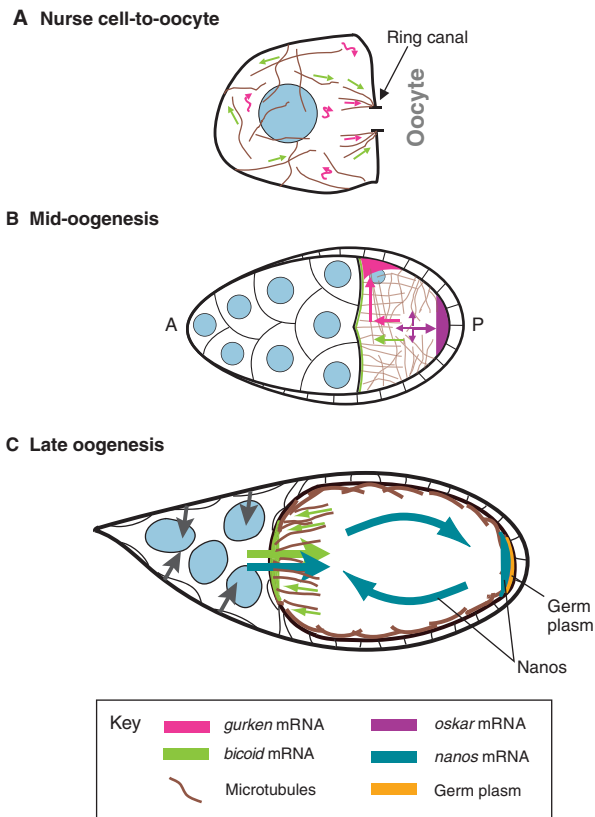 A Nurse cell-to-oocyte
Ring canal
Oocyte
B Mid-oogenesis
A
P
C Late oogenesis
Germ
plasm
Nanos
Key
gurken mRNA
oskar mRNA
bicoid mRNA
nanos mRNA
Microtubules
Germ plasm